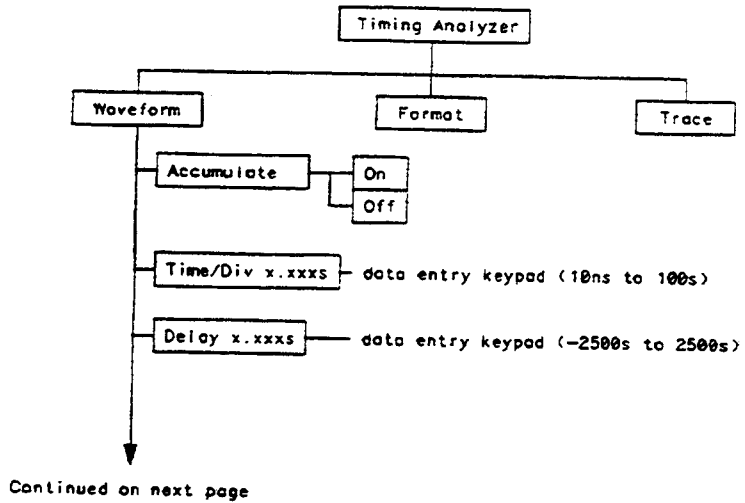 Timing Analyzer
Waveform
Format
Trace
Accumulate
On
Off
Time/Div x.xxxs
data entry keypad (10ns to 100s)
Delay x.xxxs
data entry keypad (-2500s to 2500s)
Continued on next page